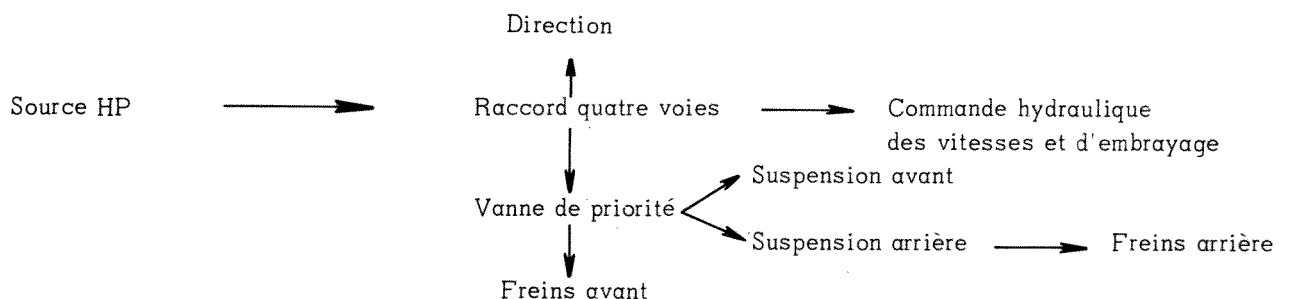 Direction
Source HP
Raccord quatre voies
Commande hydraulique
des vitesses et d'embrayage
Suspension avant
Vanne de priorité
Suspension arrière
Freins arrière
Freins avant